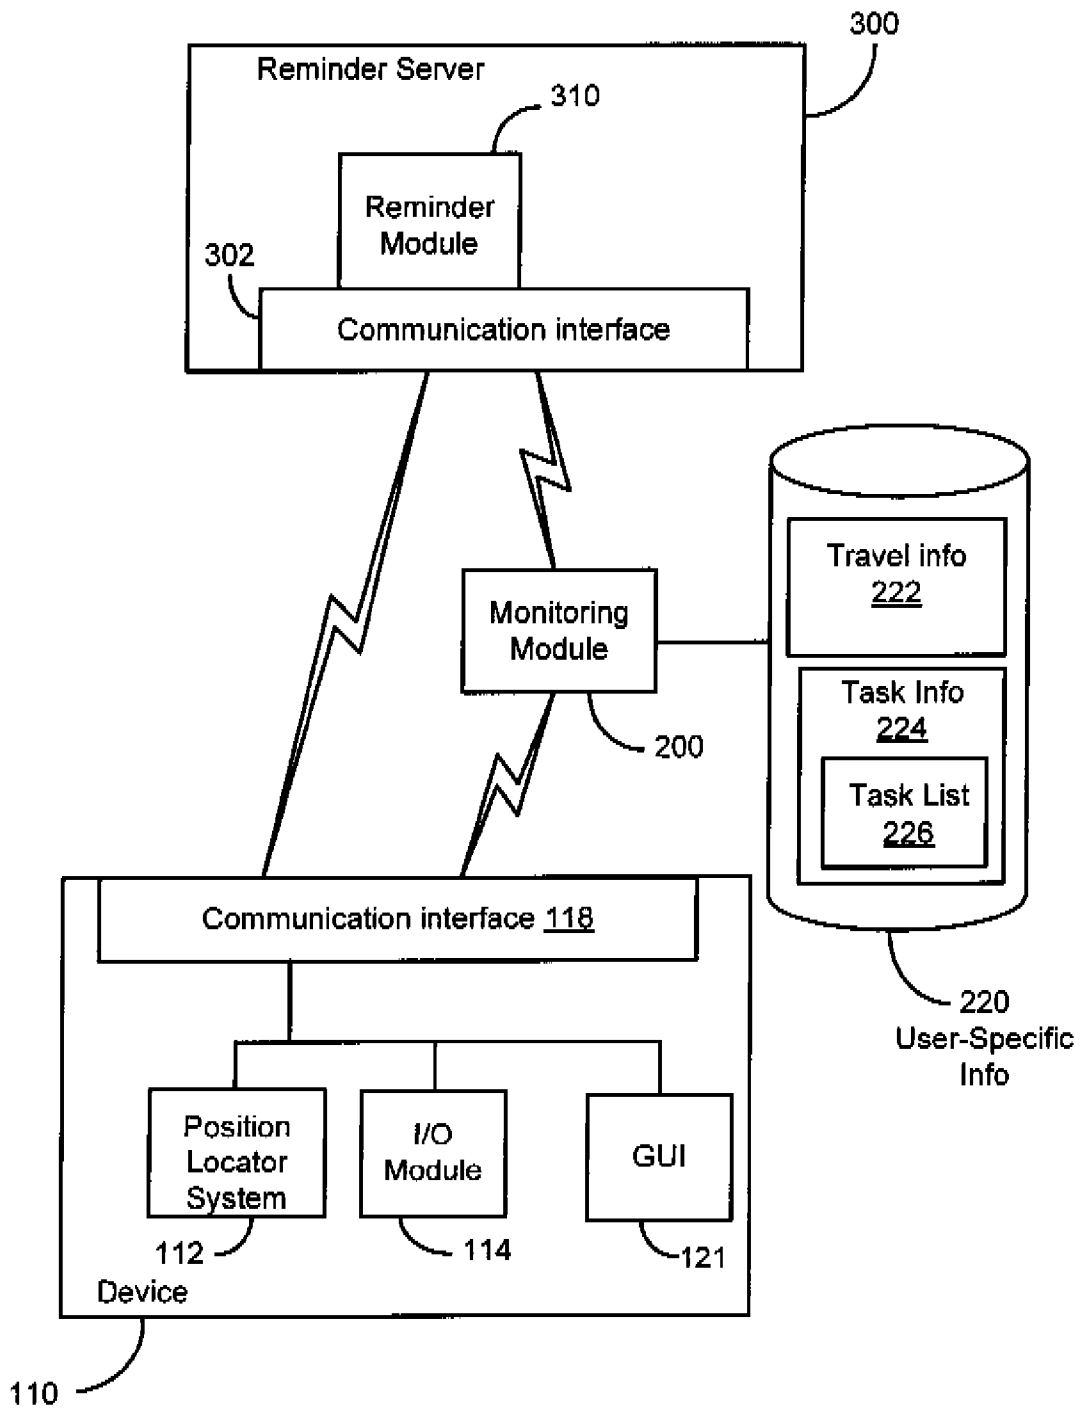 300
Reminder Server
310
Reminder
Module
302
Communication interface
Travel info
222
Monitoring
Module
Task Info
224
200
Task List
226
Communication interface 118
220
User-Specific
Info
Position
Locator
System
I/O
Module
GUI
112
114
121
Device
110